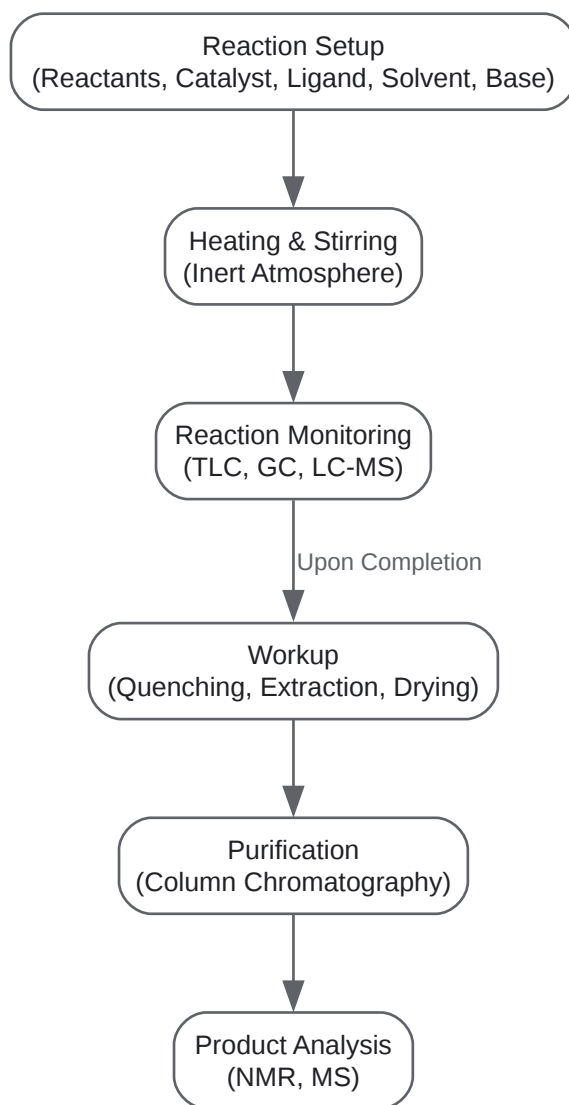 Reaction Setup
(Reactants, Catalyst, Ligand, Solvent, Base)
Heating & Stirring
(Inert Atmosphere)
Reaction Monitoring
(TLC, GC, LC-MS)
Upon Completion
Workup
(Quenching, Extraction, Drying)
Purification
(Column Chromatography)
Product Analysis
(NMR, MS)